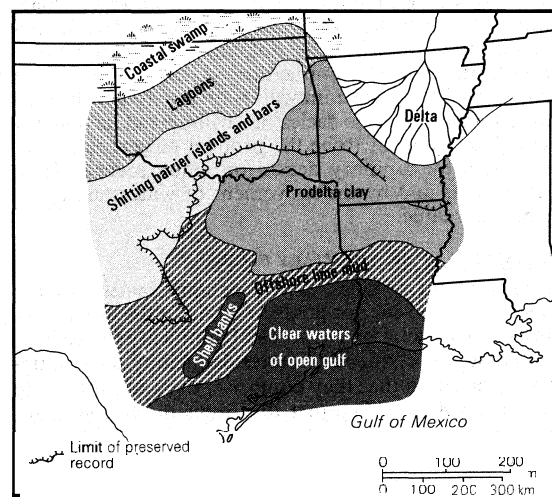 Coastal swamp
Lagoons
Shifting barrier islands and bars
Delta
Prodelta clay
Offshore lime mud
Shell banks
Clear waters
of open gulf
Gulf of Mexico
Limit of preserved
record
0 100 200
m
0 100 200 300 km